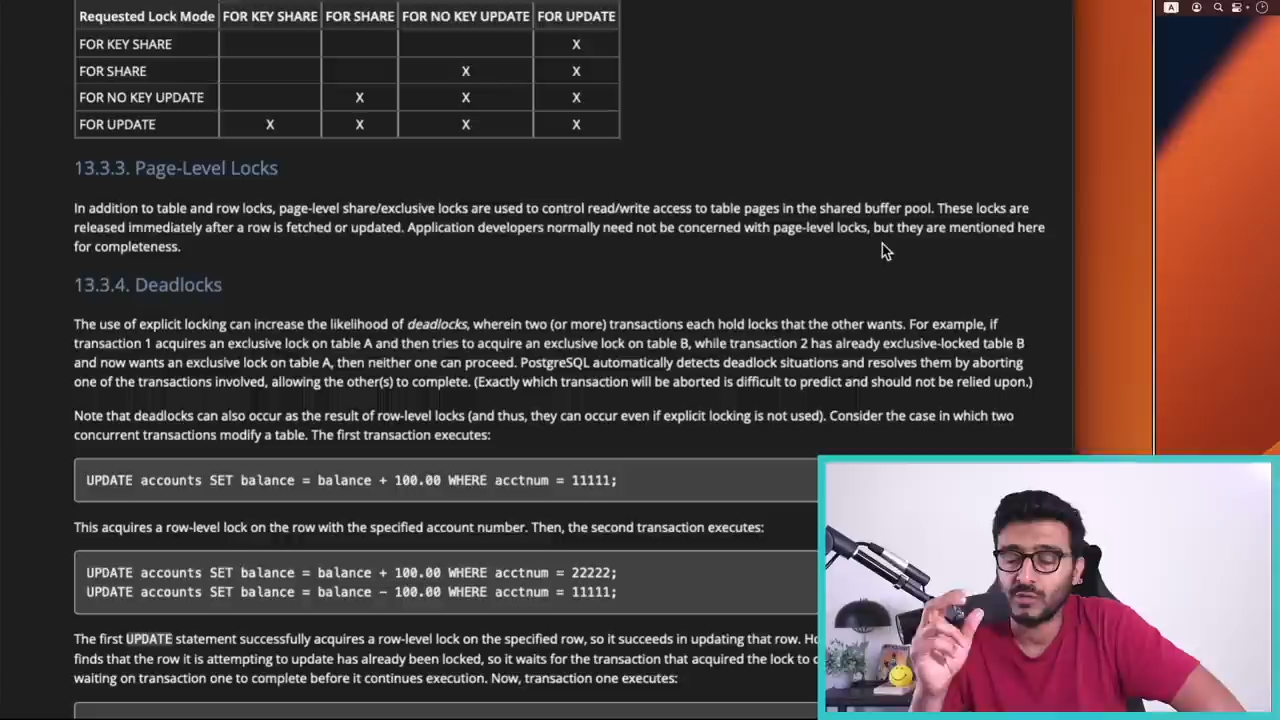 Requested Lock Mode FOR KEY SHARE FOR SHARE FOR NO KEY UPDATE FOR UPDATE
FOR KEY SHARE X
FOR SHARE X X
FOR NO KEY UPDATE X X X
FOR UPDATE X X X X
13.3.3. Page-Level Locks
In addition to table and row locks, page-level share/exclusive locks are used to control read/write access to table pages in the shared buffer pool. These locks are
released immediately after a row is fetched or updated. Application developers normally need not be concerned with page-level locks, but they are mentioned here
for completeness.
13.3.4. Deadlocks
The use of explicit locking can increase the likelihood of deadlocks, wherein two (or more) transactions each hold locks that the other wants. For example, if
transaction 1 acquires an exclusive lock on table A and then tries to acquire an exclusive lock on table B, while transaction 2 has already exclusive-locked table B
and now wants an exclusive lock on table A, then neither one can proceed. PostgreSQL automatically detects deadlock situations and resolves them by aborting
one of the transactions involved, allowing the other(s) to complete. (Exactly which transaction will be aborted is difficult to predict and should not be relied upon.)
Note that deadlocks can also occur as the result of row-level locks (and thus, they can occur even if explicit locking is not used). Consider the case in which two
concurrent transactions modify a table. The first transaction executes:
UPDATE accounts SET balance = balance + 100.00 WHERE acctnum = 11111;
This acquires a row-level lock on the row with the specified account number. Then, the second transaction executes:
UPDATE accounts SET balance = balance + 100.00 WHERE acctnum = 22222;
UPDATE accounts SET balance = balance - 100.00 WHERE acctnum = 11111;
The first UPDATE statement successfully acquires a row-level lock on the specified row, so it succeeds in updating that row.
finds that the row it is attempting to update has already been locked, so it waits for the transaction that acquired the lock to
waiting on transaction one to complete before it continues execution. Now, transaction one executes:
A